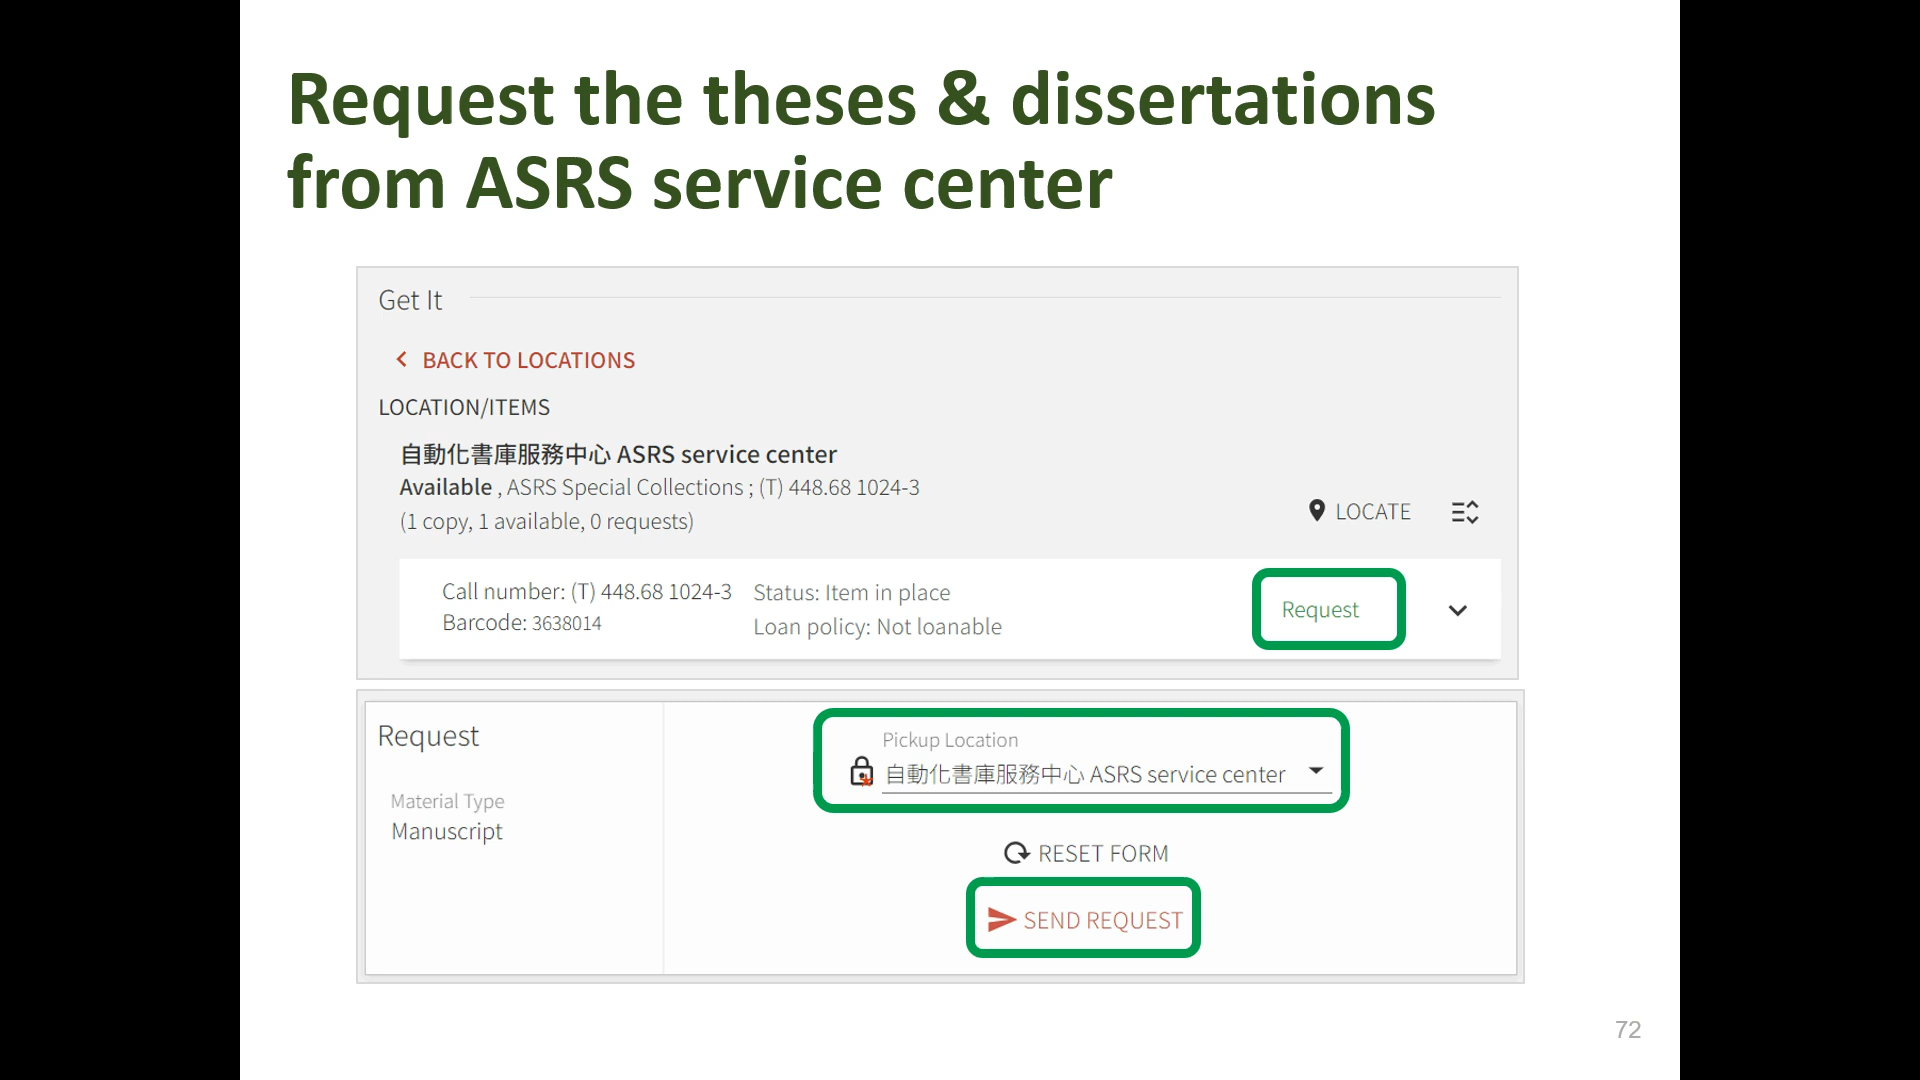 Request the theses & dissertations
from ASRS service center
Get It
BACK TO LOCATIONS
LOCATION/ITEMS
自動化書庫服務中心 ASRS service center
Available , ASRS Special Collections ; (T) 448.68 1024-3
(1 copy, 1 available, 0 requests)
LOCATE
Call number: (T) 448.68 1024-3
Barcode: 3638014
Status: Item in place
Loan policy: Not loanable
Request
Request
Material Type
Manuscript
Pickup Location
自動化書庫服務中心 ASRS service center
RESET FORM
SEND REQUEST
72